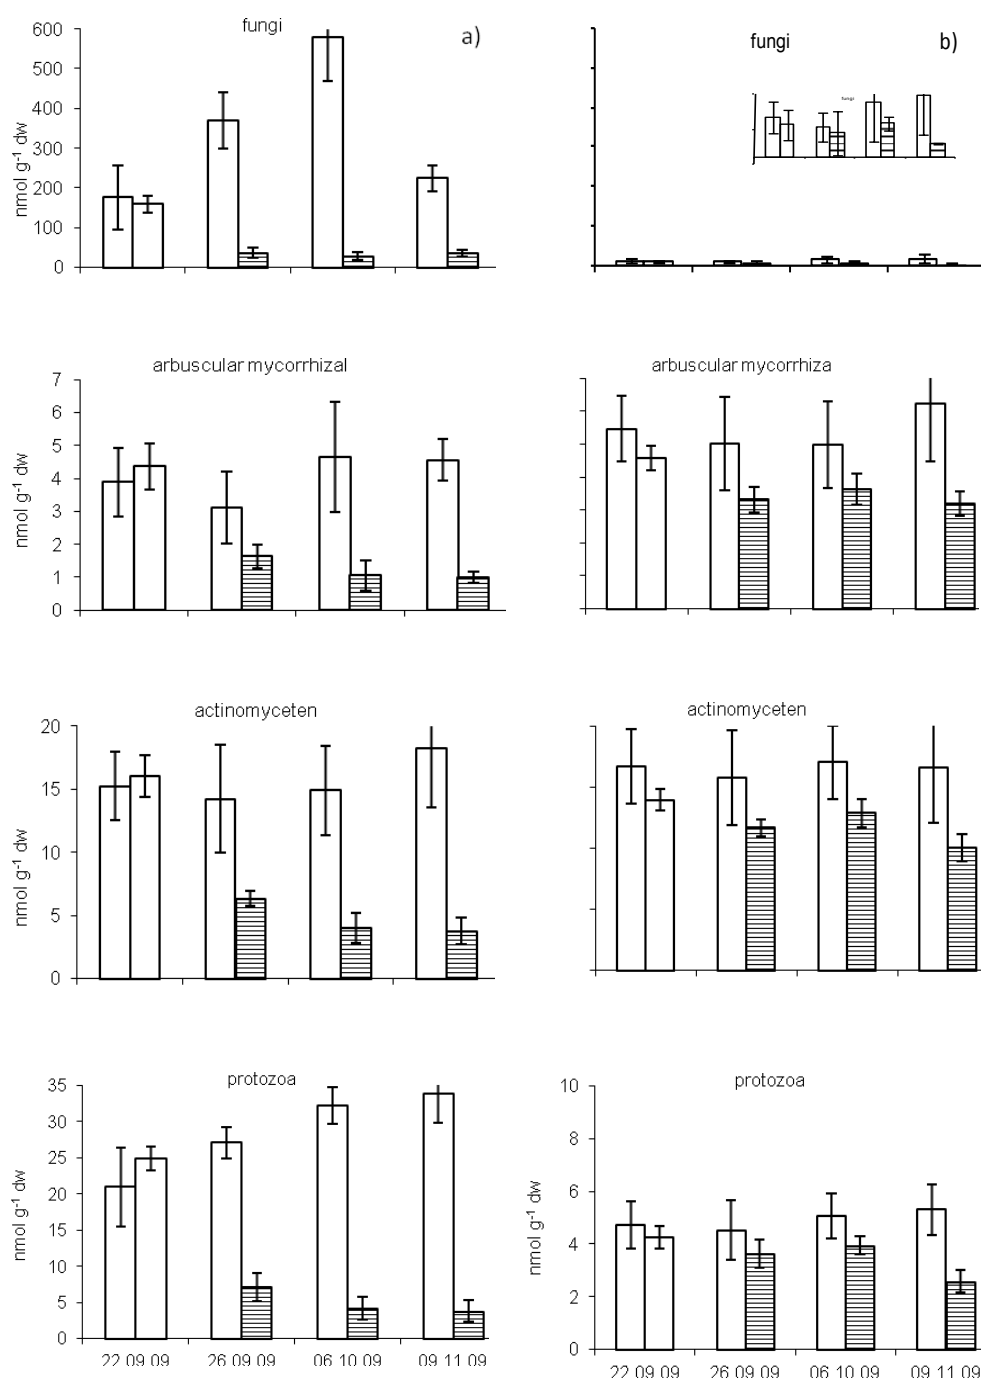 fungi
a)
600
500
400
300
200
100
0
nmol g-1 dw
fungi
b)
fungi
arbuscular mycorrhizal
7
6
5
4
3
2
1
0
nmol g-1 dw
arbuscular mycorrhiza
actinomyceten
20
15
10
5
0
nmol g-1 dw
actinomyceten
protozoa
35
30
25
20
15
10
5
0
nmol g-1 dw
22 09 09 26 09 09 06 10 09 09 11 09
protozoa
10
8
6
4
2
0
nmol g-1 dw
22 09 09 26 09 09 06 10 09 09 11 09